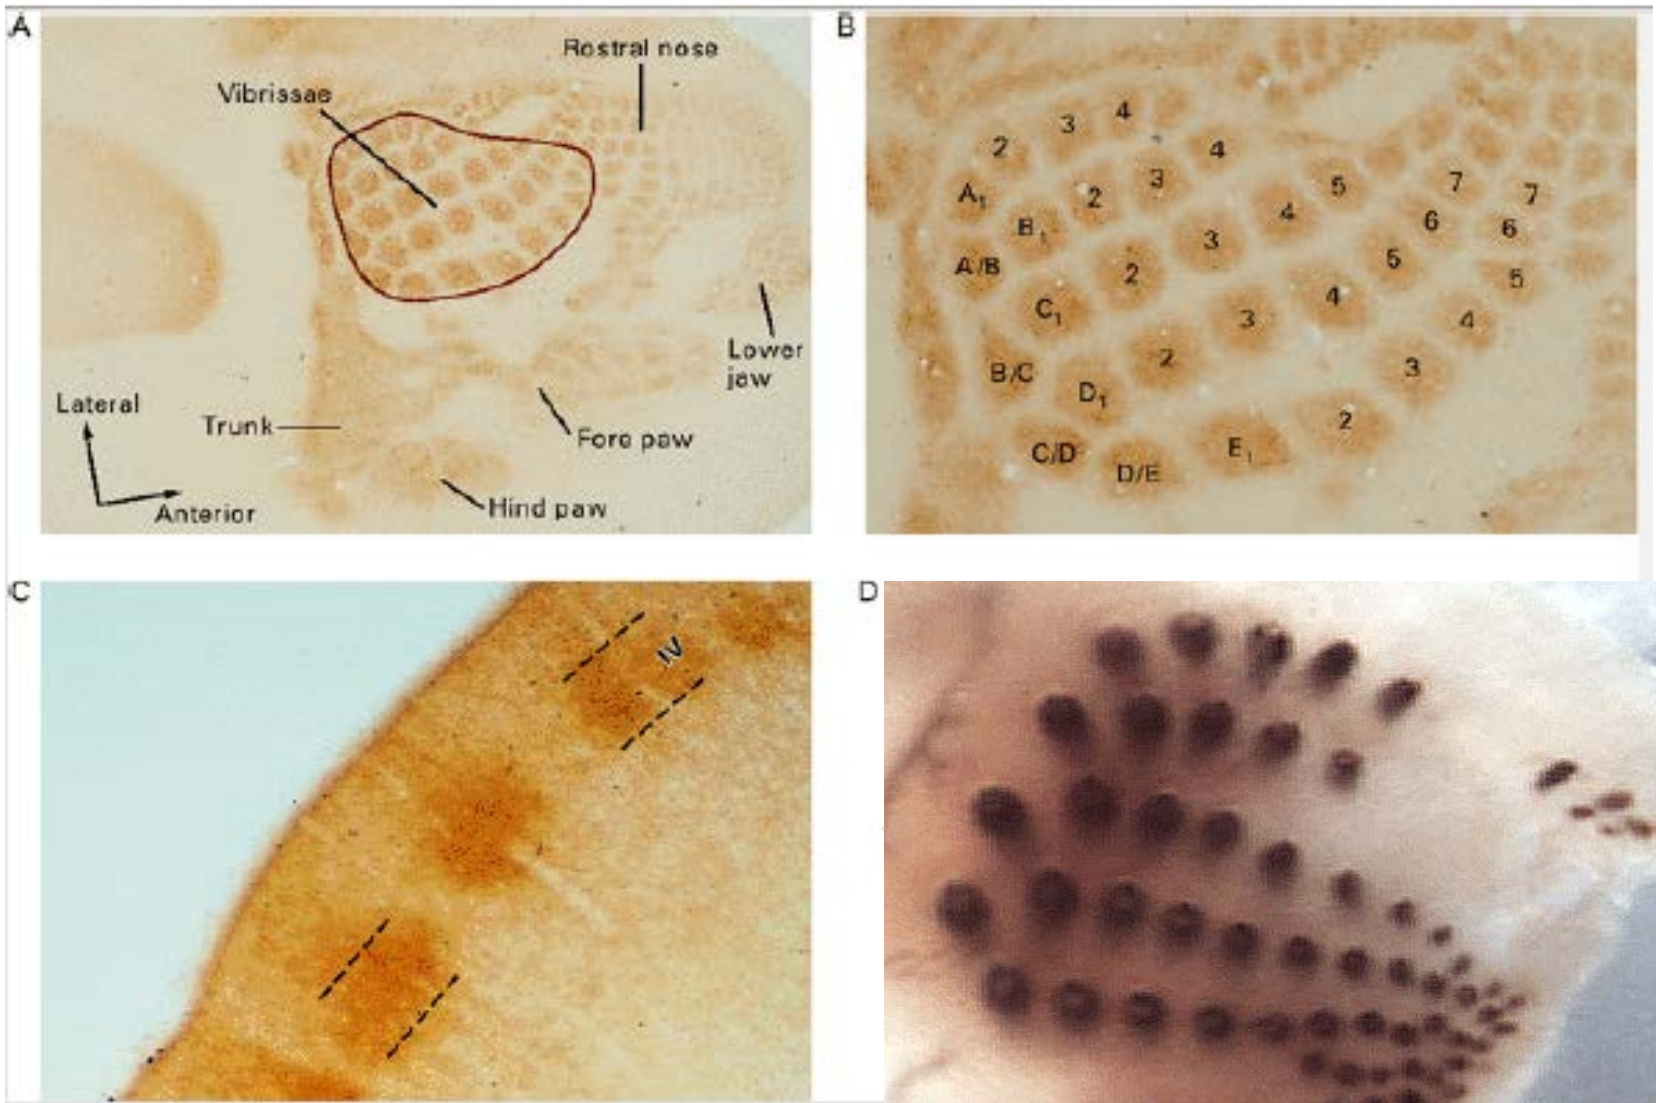 A
Rostral nose
Vibrissae
Lower
jaw
Lateral
Trunk
Fore paw
Hind paw
Anterior
B
2 3 4
A1 B1 2 3 4
A/B C1 2 3 4 5
B/C D1 2 3 4 5 6 7
C/D D/E E1 2 3 4 5 6 7
C
IV
D